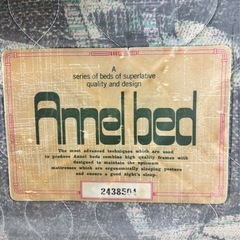 A
series of beds of superlative
quality and design
Annel bed
The most advanced techniques which are used
to produce Annel beds combine high quality frames with
designed to maintain the optimum
mattresses which are ergonomically sleeping posture
and ensure a good night's sleep.
2438504